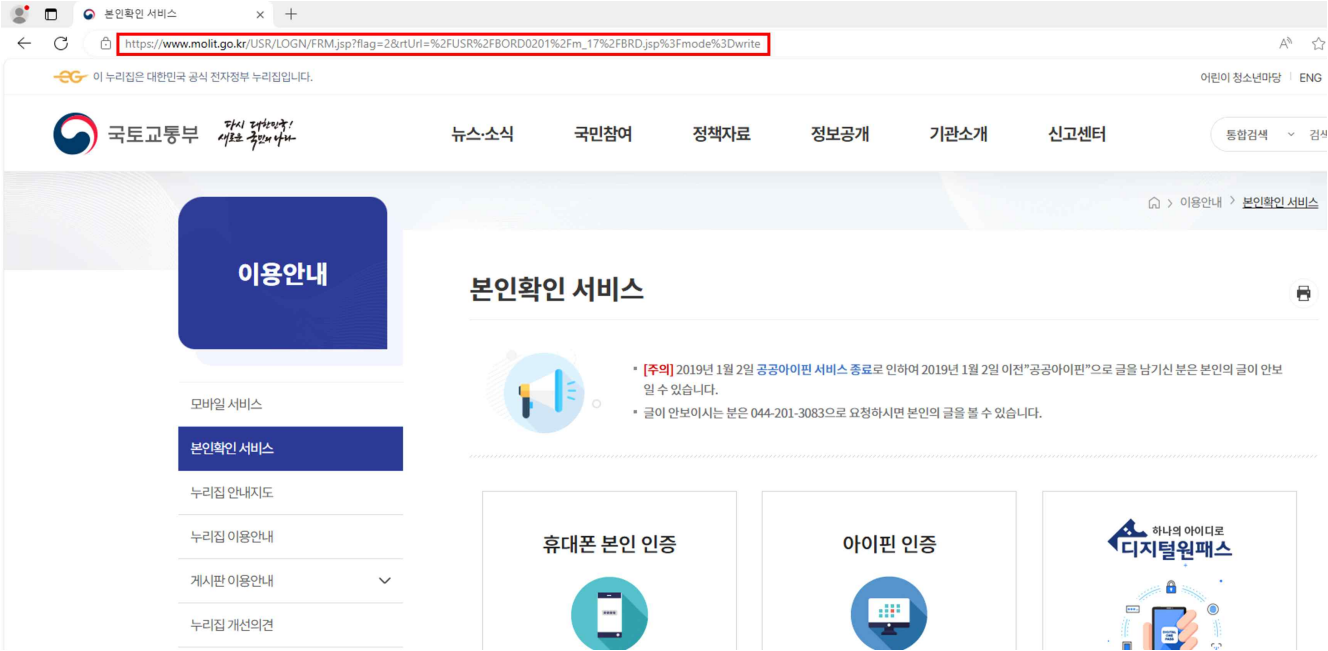 본인확인 서비스
https://www.molit.go.kr/USR/LOGN/FRM.jsp?flag=2&rtUrl=%2FUSR%2FBORD0201%2Fm_17%2FBRD.jsp%3Fmode%3Dwrite
이 누리집은 대한민국 공식 전자정부 누리집입니다.
어린이 청소년마당 ENG
국토교통부 다시 대한민국! 새로운 국민의 나라
뉴스·소식 국민참여 정책자료 정보공개 기관소개 신고센터 통합검색
이용안내 > 본인확인 서비스
이용안내
본인확인 서비스
[주의] 2019년 1월 2일 공공아이핀 서비스 종료로 인하여 2019년 1월 2일 이전"공공아이핀"으로 글을 남기신 분은 본인의 글이 안보
일 수 있습니다.
글이 안보이시는 분은 044-201-3083으로 요청하시면 본인의 글을 볼 수 있습니다.
모바일 서비스
본인확인 서비스
누리집 안내지도
누리집 이용안내
게시판 이용안내
누리집 개선의견
휴대폰 본인 인증
아이핀 인증
하나의 아이디로
디지털원패스